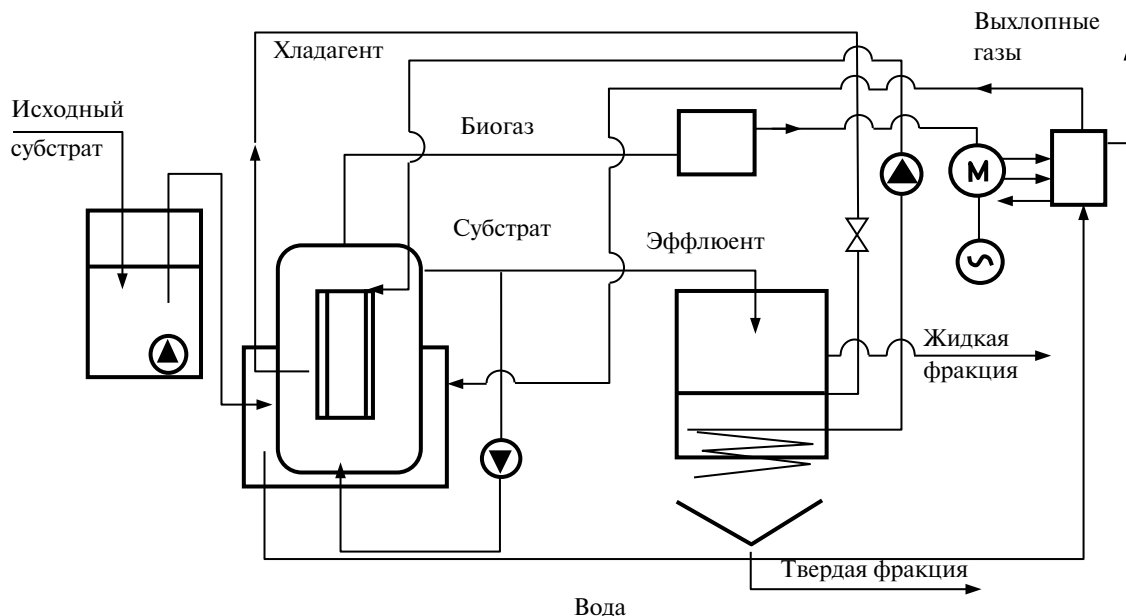 Выхлопные
газы
Хладагент
Исходный
субстрат
Биогаз
М
Субстрат
Эффлюент
Жидкая
фракция
Твердая фракция
Вода